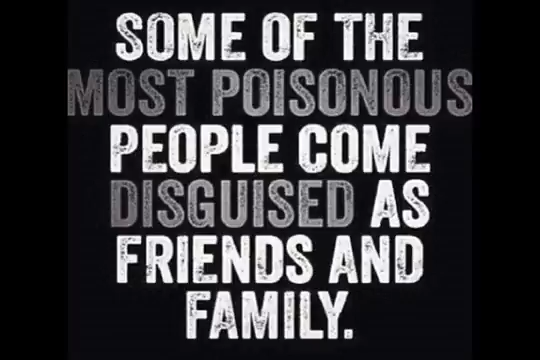 SOME OF THE
MOST POISONOUS
PEOPLE COME
DISGUISED AS
FRIENDS AND
FAMILY.